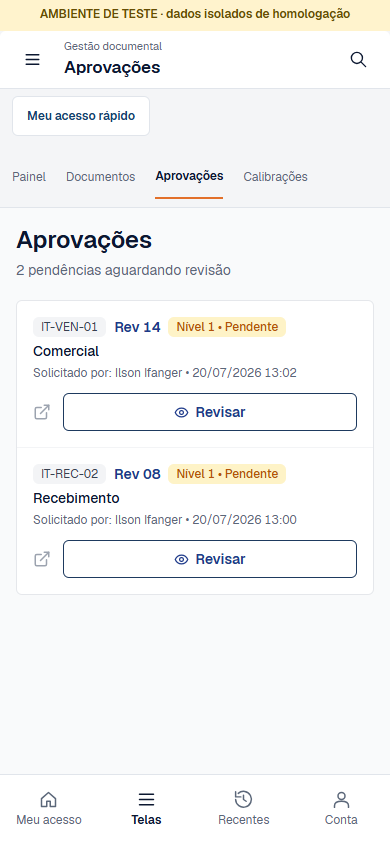 AMBIENTE DE TESTE · dados isolados de homologação
Gestão documental
Aprovações
Meu acesso rápido
Painel Documentos Aprovações Calibrações
Aprovações
2 pendências aguardando revisão
IT-VEN-01 Rev 14 Nível 1 • Pendente
Comercial
Solicitado por: Ilson Ifanger • 20/07/2026 13:02
Revisar
IT-REC-02 Rev 08 Nível 1 • Pendente
Recebimento
Solicitado por: Ilson Ifanger • 20/07/2026 13:00
Revisar
Meu acesso Telas Recentes Conta